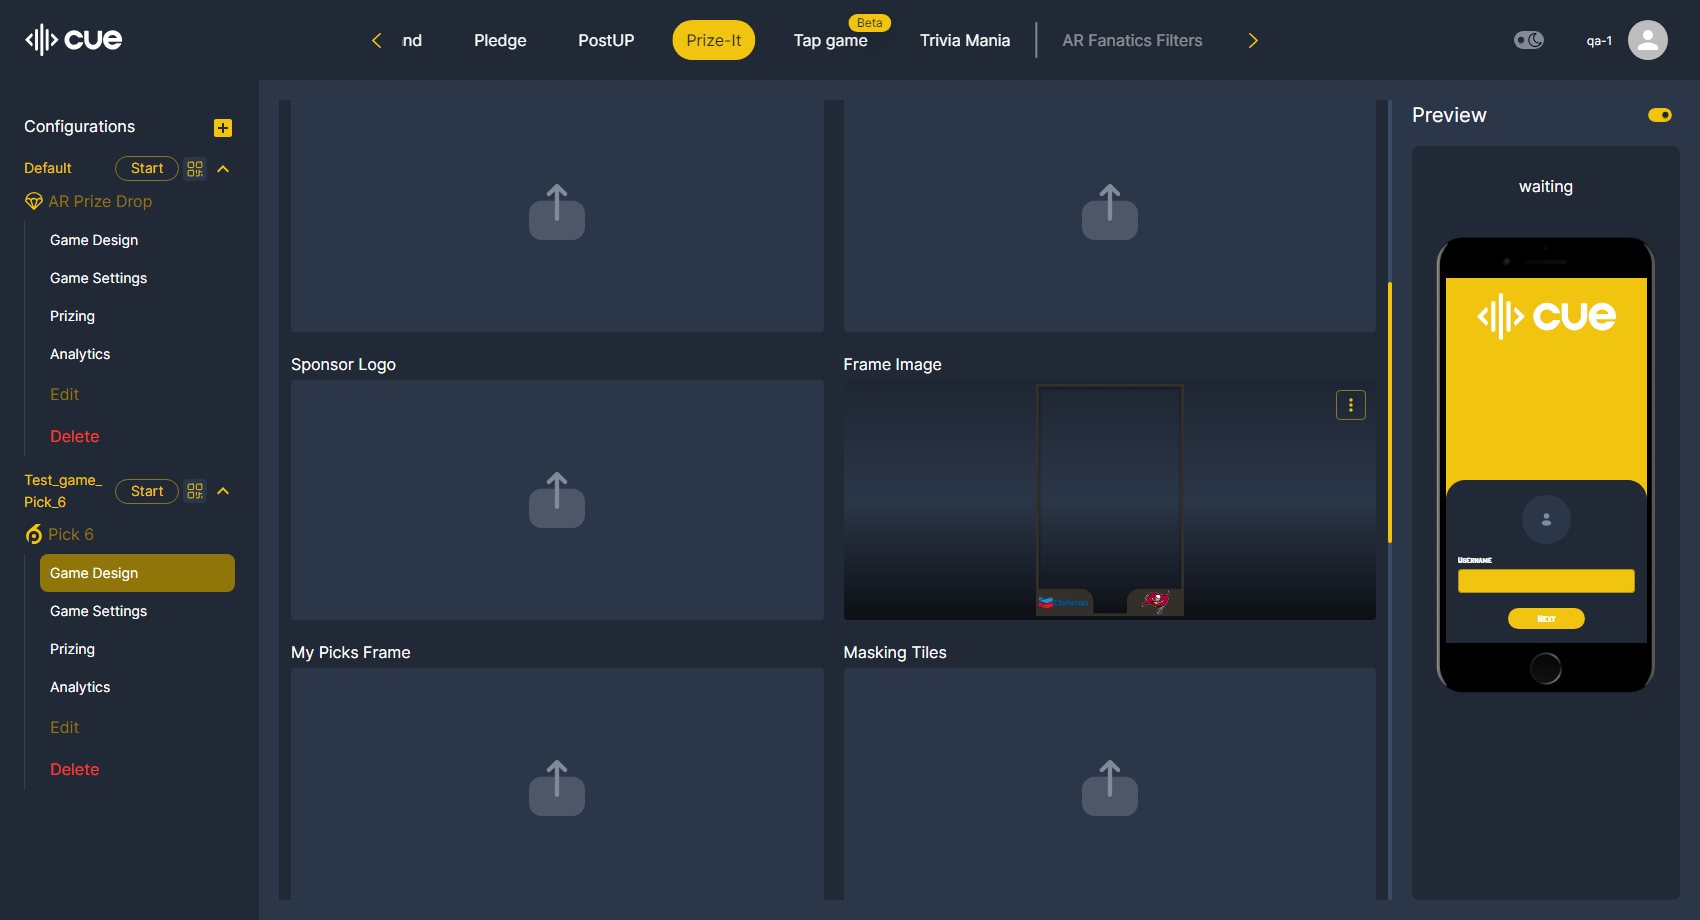 cue
nd
Pledge
PostUP
Prize-It
Tap game
Beta
Trivia Mania
AR Fanatics Filters
qa-1
Configurations
Default
Start
AR Prize Drop
Game Design
Game Settings
Prizing
Analytics
Edit
Delete
Test_game_
Pick_6
Start
Pick 6
Game Design
Game Settings
Prizing
Analytics
Edit
Delete
Sponsor Logo
Frame Image
Chevron
My Picks Frame
Masking Tiles
Preview
waiting
cue
Username
Next